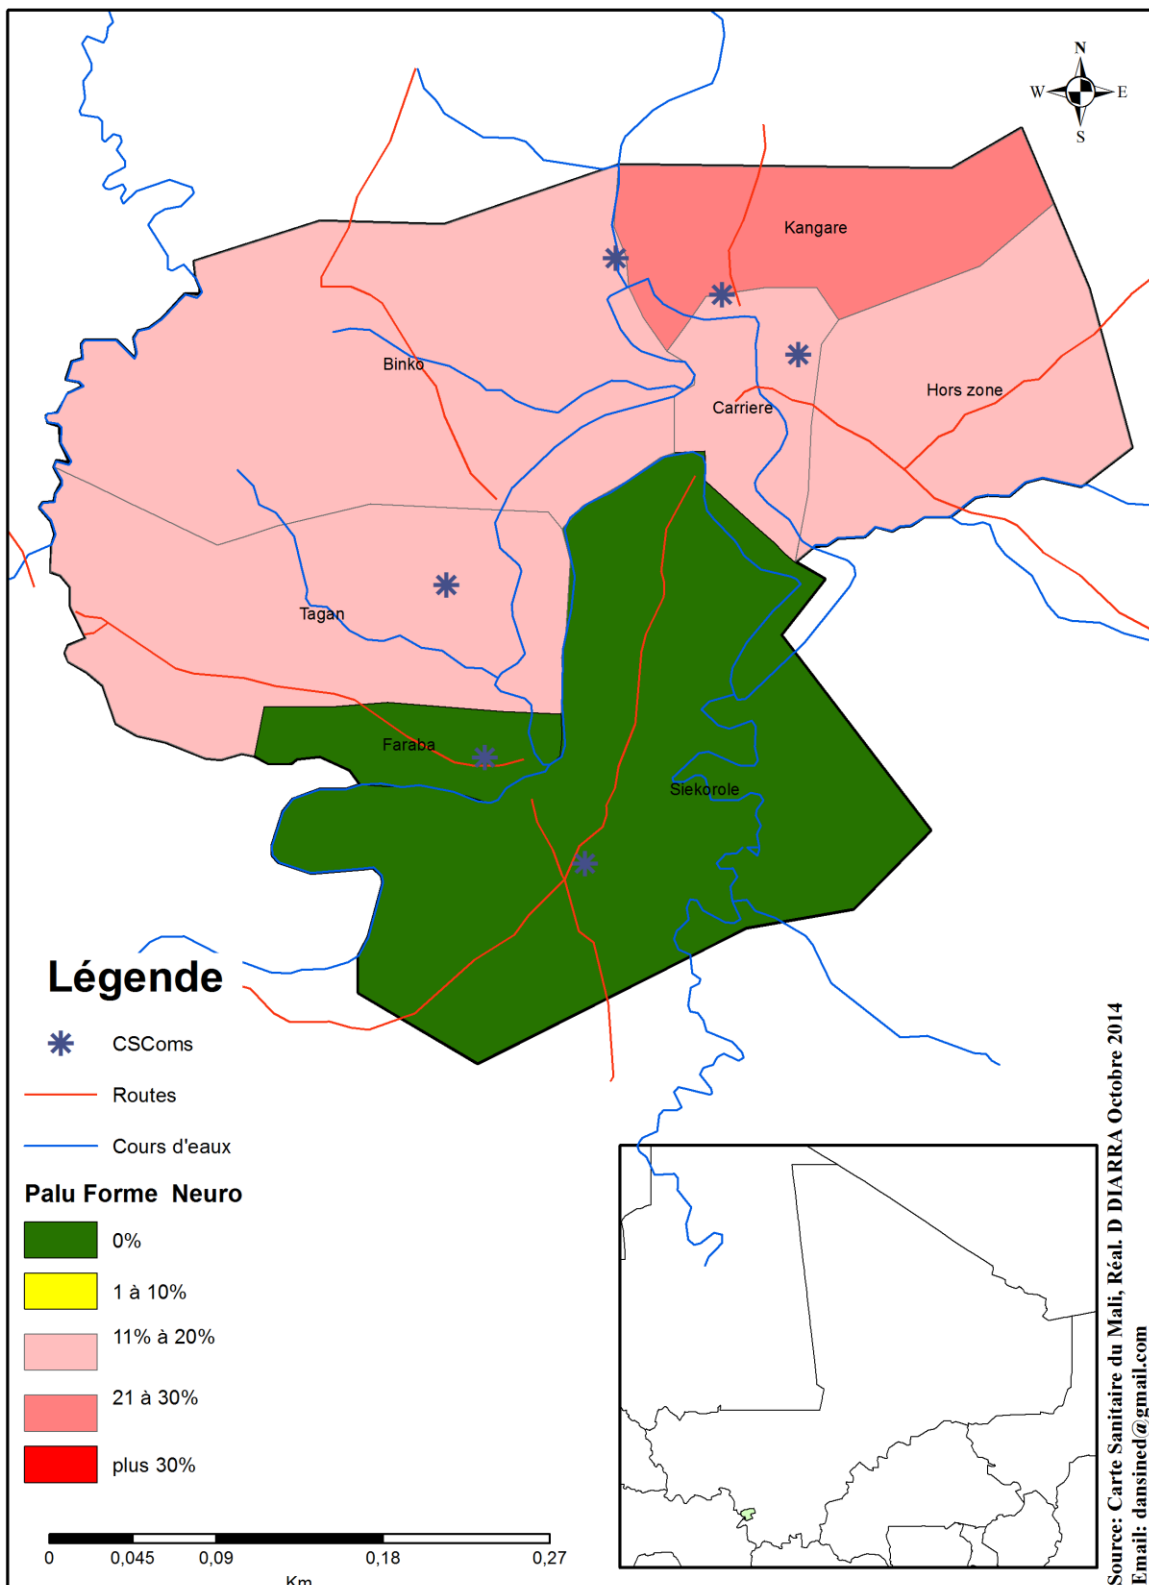 N
W E
S
Kangare
Binko
Hors zone
Carriere
Tagan
Faraba
Siekorole
Légende
CSComs
Routes
Cours d'eaux
Palu Forme Neuro
0%
1 à 10%
11% à 20%
21 à 30%
plus 30%
0 0,045 0,09 0,18 0,27
Km
Source: Carte Sanitaire du Mali, Réal. D DIARRA Octobre 2014
Email: dansined@gmail.com